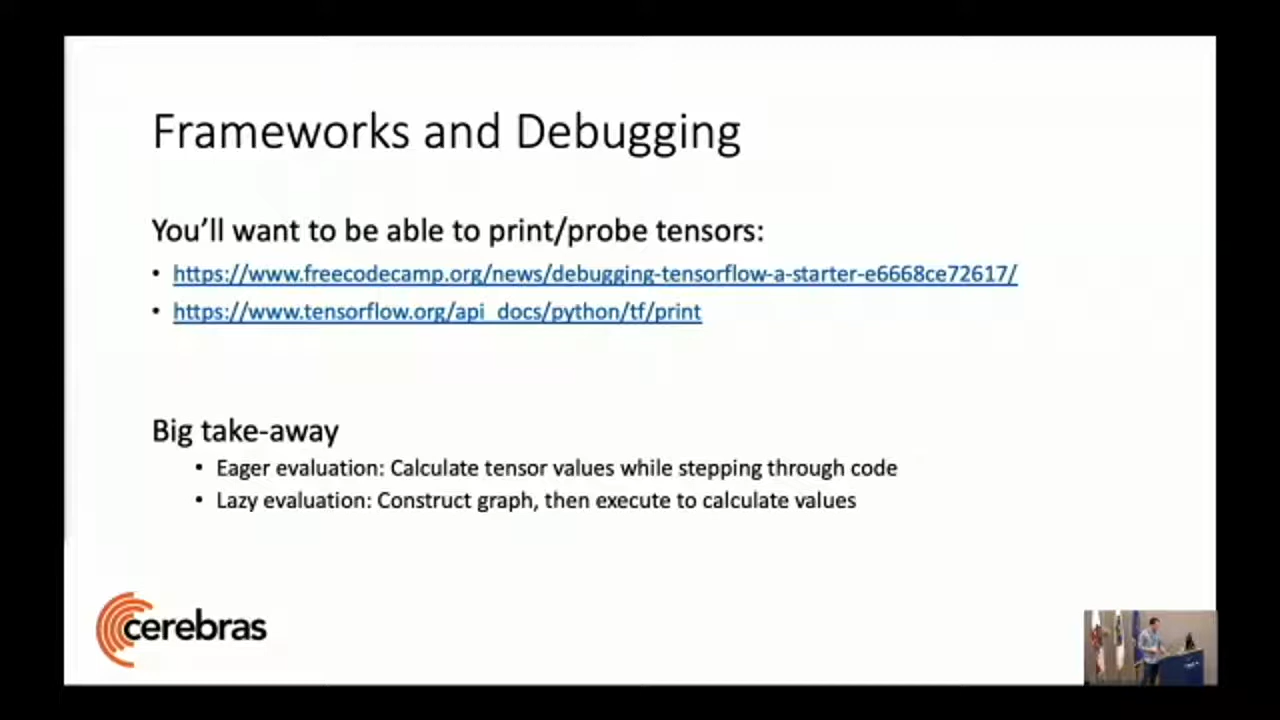 Frameworks and Debugging
You'll want to be able to print/probe tensors:
• https://www.freecodecamp.org/news/debugging-tensorflow-a-starter-e6668ce72617/
• https://www.tensorflow.org/api_docs/python/tf/print
Big take-away
• Eager evaluation: Calculate tensor values while stepping through code
• Lazy evaluation: Construct graph, then execute to calculate values
cerebras